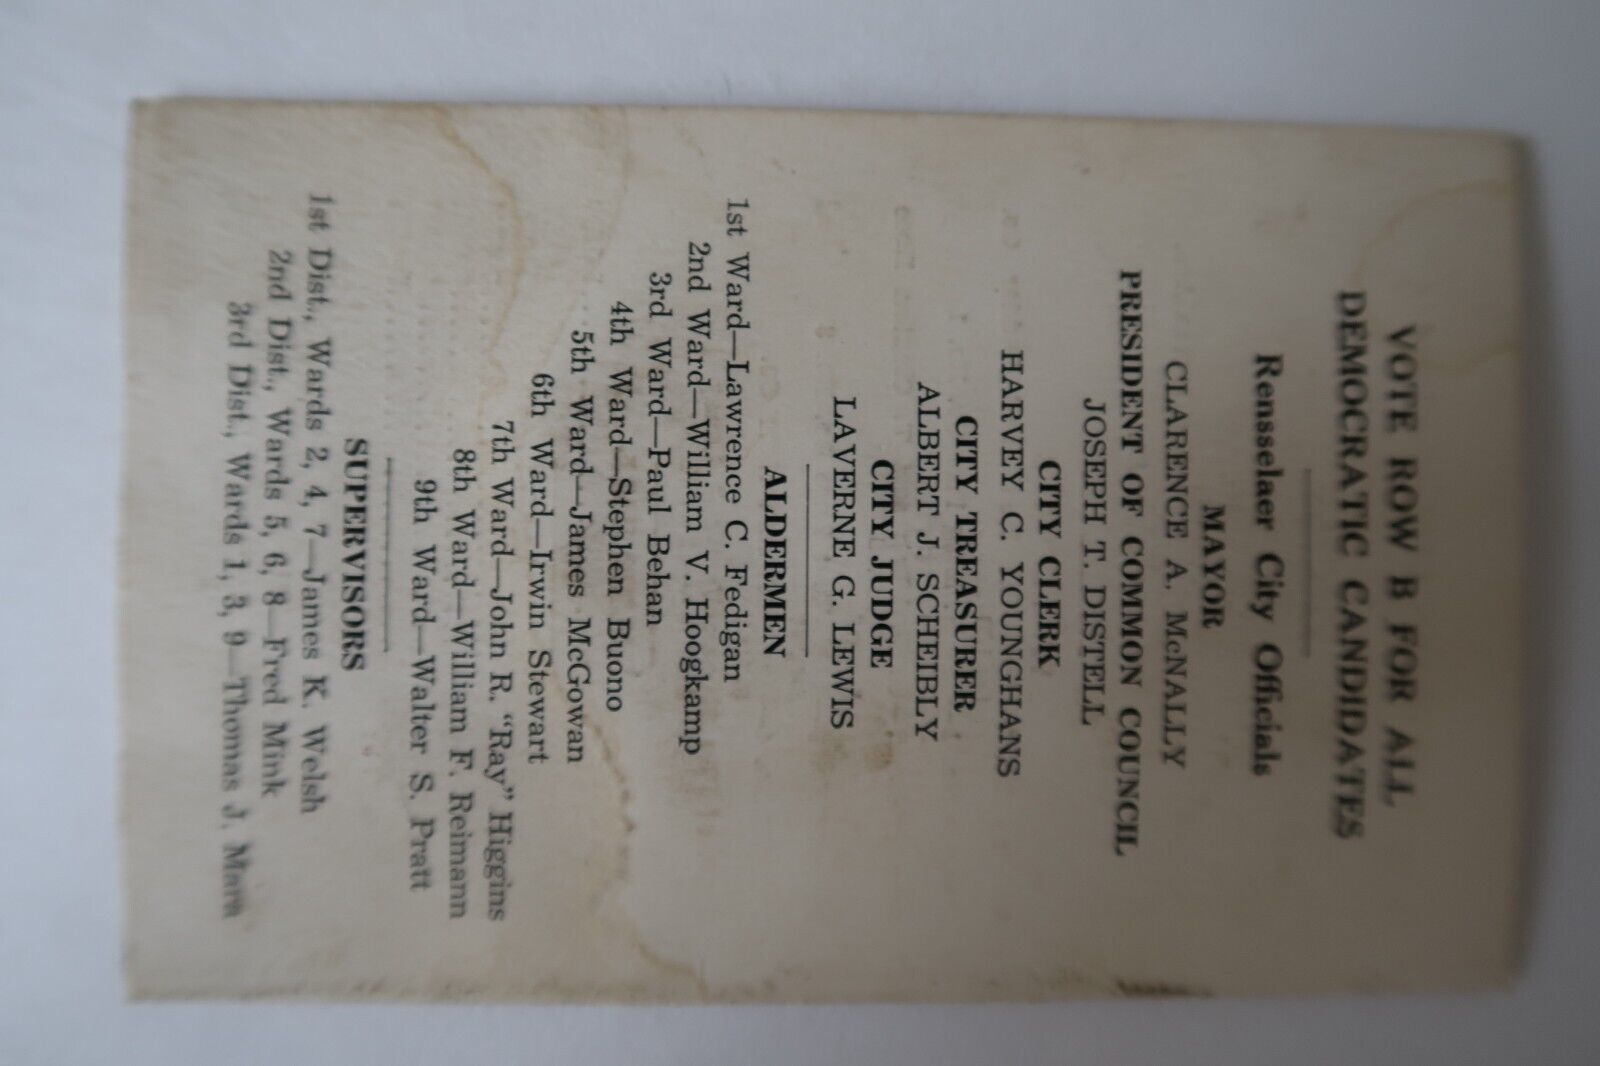 VOTE ROW B FOR ALL
DEMOCRATIC CANDIDATES
Rensselaer City Officials
MAYOR
CLARENCE A. McNALLY
PRESIDENT OF COMMON COUNCIL
JOSEPH T. DISTELL
CITY CLERK
HARVEY C. YOUNGHANS
CITY TREASURER
ALBERT J. SCHEIBLY
CITY JUDGE
LAVERNE G. LEWIS
ALDERMEN
1st Ward—Lawrence C. Fedigan
2nd Ward—William V. Hoogkamp
3rd Ward—Paul Behan
4th Ward—Stephen Buono
5th Ward—James McGowan
6th Ward—Irwin Stewart
7th Ward—John R. "Ray" Higgins
8th Ward—William F. Reimann
9th Ward—Walter S. Pratt
SUPERVISORS
1st Dist., Wards 2, 4, 7—James K. Welsh
2nd Dist., Wards 5, 6, 8—Fred Mink
3rd Dist., Wards 1, 3, 9—Thomas J.